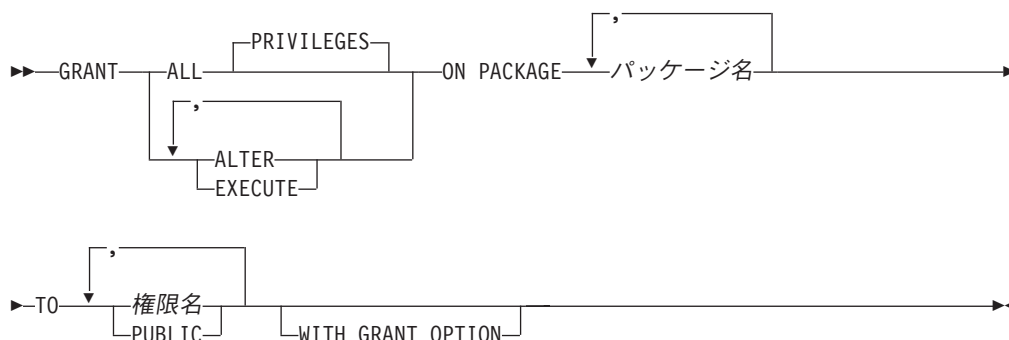 ,
PRIVILEGES
GRANT ALL ON PACKAGE パッケージ名
,
ALTER
EXECUTE
,
TO 権限名
PUBLIC WITH GRANT OPTION